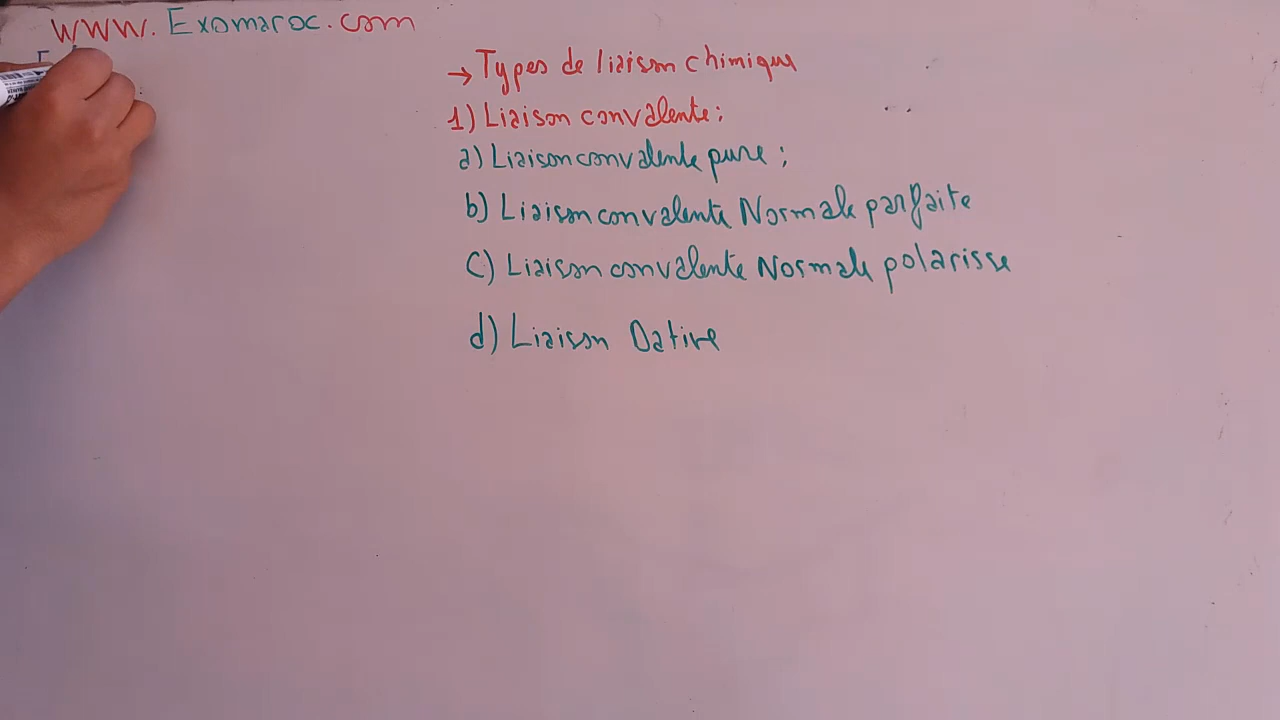 www. Exomaroc.com
→ Types de liaison chimique
1) Liaison convalente :
a) Liaison convalente pure ;
b) Liaison convalente Normale parfaite
C) Liaison convalente Normale polarisse
d) Liaison Dative